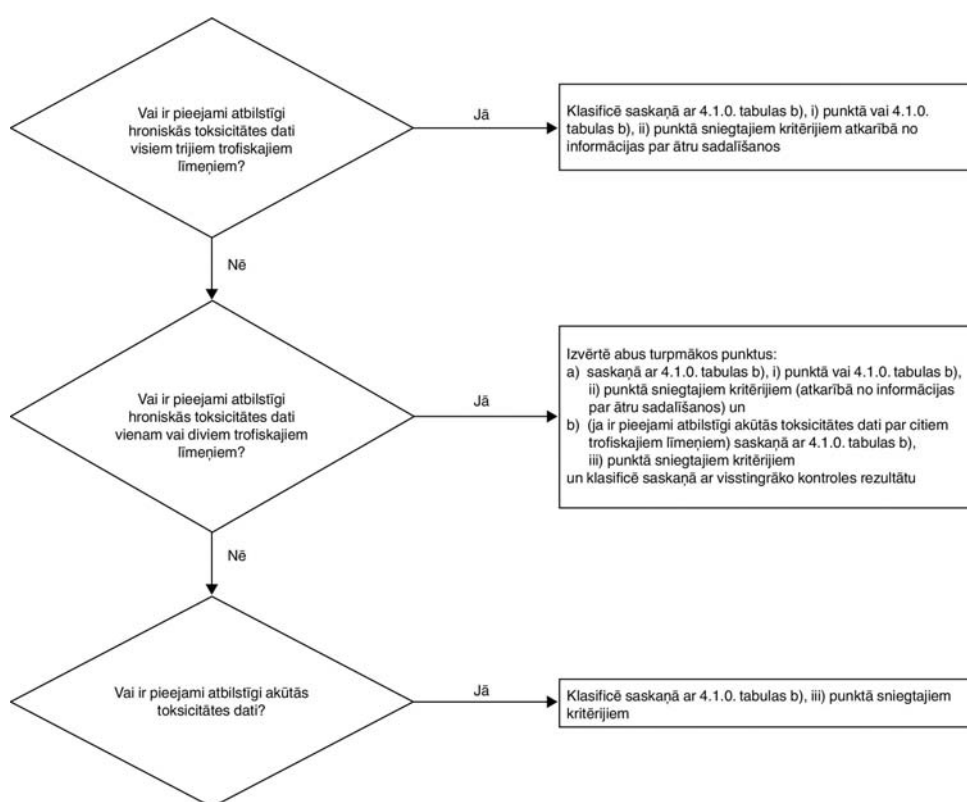 Vai ir pieejami atbilstīgi
hroniskās toksicitātes dati
visiem trijiem trofiskajiem
līmeņiem?
Jā
Klasificē saskaņā ar 4.1.0. tabulas b), i) punktā vai 4.1.0.
tabulas b), ii) punktā sniegtajiem kritērijiem atkarībā no
informācijas par ātru sadalīšanos
Nē
Vai ir pieejami atbilstīgi
hroniskās toksicitātes dati
vienam vai diviem trofiskajiem
līmeņiem?
Jā
Izvērtē abus turpmākos punktus:
a) saskaņā ar 4.1.0. tabulas b), i) punktā vai 4.1.0. tabulas b),
ii) punktā sniegtajiem kritērijiem (atkarībā no informācijas
par ātru sadalīšanos) un
b) (ja ir pieejami atbilstīgi akūtās toksicitātes dati par citiem
trofiskajiem līmeņiem) saskaņā ar 4.1.0. tabulas b),
iii) punktā sniegtajiem kritērijiem
un klasificē saskaņā ar visstingrāko kontroles rezultātu
Nē
Vai ir pieejami atbilstīgi akūtās
toksicitātes dati?
Jā
Klasificē saskaņā ar 4.1.0. tabulas b), iii) punktā sniegtajiem
kritērijiem